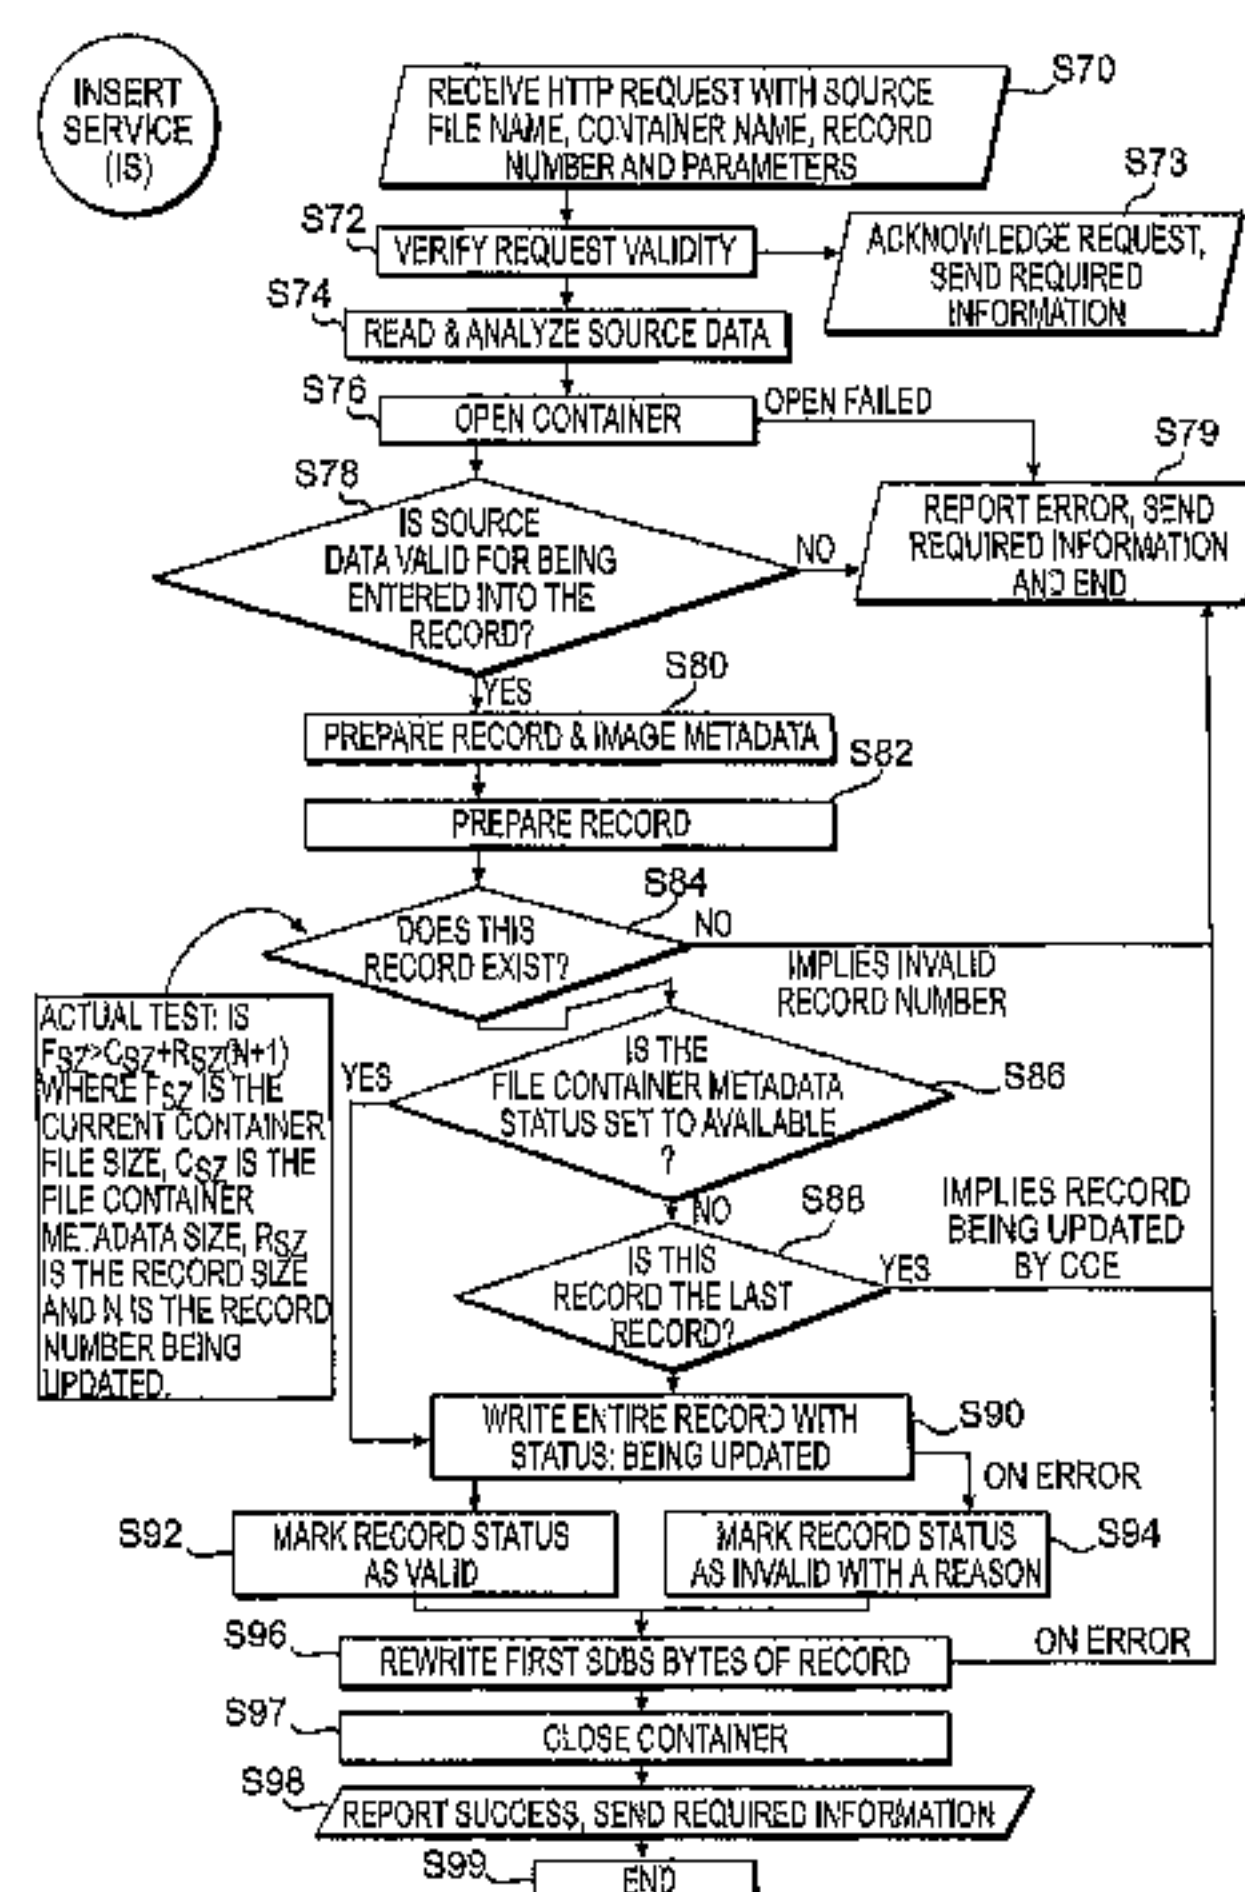 INSERT
SERVICE
(IS)
RECEIVE HTTP REQUEST WITH SOURCE
FILE NAME, CONTAINER NAME, RECORD
NUMBER AND PARAMETERS
S70
S72
VERIFY REQUEST VALIDITY
S73
ACKNOWLEDGE REQUEST,
SEND REQUIRED
INFORMATION
S74
READ & ANALYZE SOURCE DATA
S76
OPEN CONTAINER
OPEN FAILED
S79
REPORT ERROR, SEND
REQUIRED INFORMATION
AND END
S78
IS SOURCE
DATA VALID FOR BEING
ENTERED INTO THE
RECORD?
NO
YES
S80
PREPARE RECORD & IMAGE METADATA
S82
PREPARE RECORD
S84
DOES THIS
RECORD EXIST?
NO
IMPLIES INVALID
RECORD NUMBER
ACTUAL TEST: IS
FSZ>CSZ+RSZ(N+1)
WHERE FSZ IS THE
CURRENT CONTAINER
FILE SIZE, CSZ IS THE
FILE CONTAINER
METADATA SIZE, RSZ
IS THE RECORD SIZE
AND N IS THE RECORD
NUMBER BEING
UPDATED.
YES
IS THE
FILE CONTAINER METADATA
STATUS SET TO AVAILABLE
?
S86
NO
S88
IS THIS
RECORD THE LAST
RECORD?
YES
IMPLIES RECORD
BEING UPDATED
BY CCE
WRITE ENTIRE RECORD WITH
STATUS: BEING UPDATED
S90
ON ERROR
S92
MARK RECORD STATUS
AS VALID
MARK RECORD STATUS
AS INVALID WITH A REASON
S94
S96
REWRITE FIRST SDBS BYTES OF RECORD
ON ERROR
S97
CLOSE CONTAINER
S98
REPORT SUCCESS, SEND REQUIRED INFORMATION
S99
END